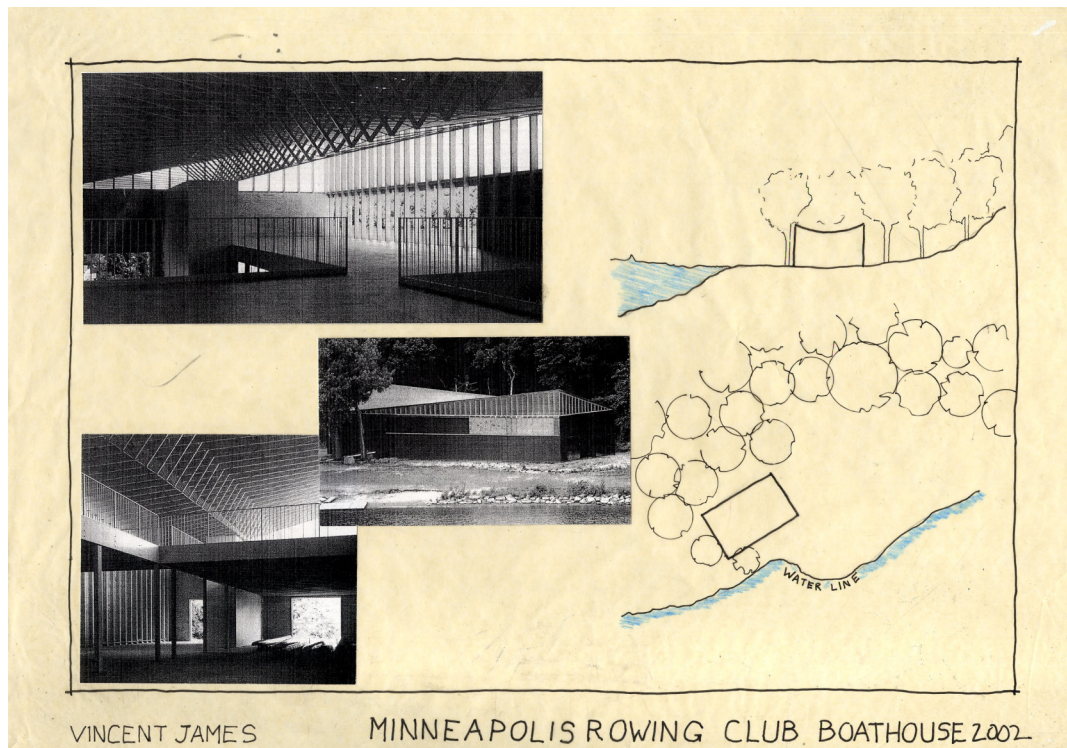 WATER LINE
VINCENT JAMES
MINNEAPOLIS ROWING CLUB BOATHOUSE 2002